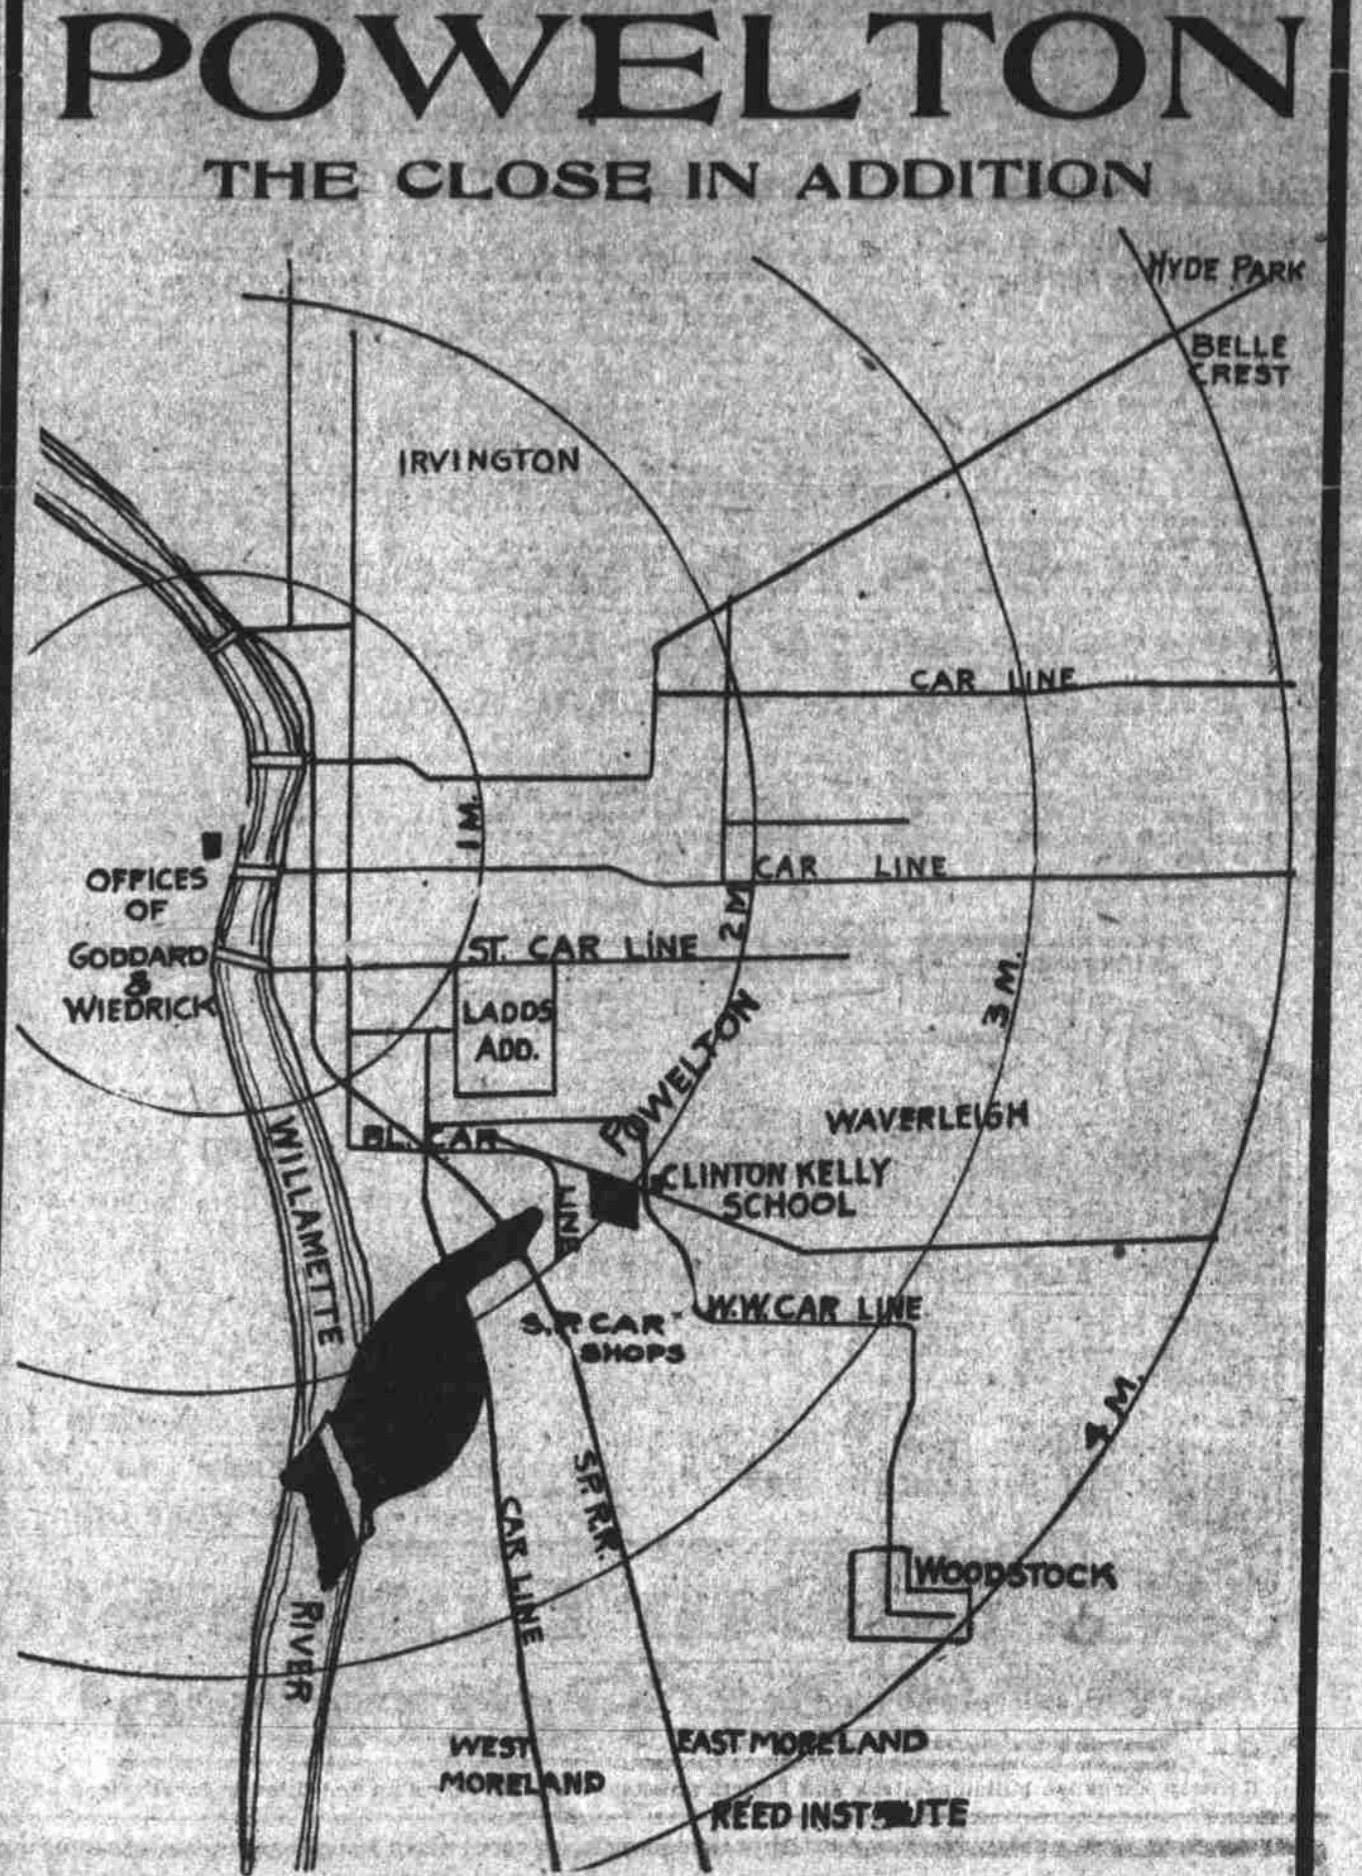 POWELTON
THE CLOSE IN ADDITION
HYDE PARK
BELLE
CREST
IRVINGTON
CAR LINE
1 M.
OFFICES
OF
GODDARD
&
WIEDRICK
CAR LINE
2 M
ST. CAR LINE
3 M.
LADDS
ADD.
POWELTON
WAVERLEIGH
CAR
LINE
CLINTON KELLY
SCHOOL
WILLAMETTE
W.W. CAR LINE
S.P. CAR
SHOPS
4 M.
S.P.R.R.
CAR LINE
WOODSTOCK
RIVER
WEST
MORELAND
EAST MORELAND
REED INSTITUTE